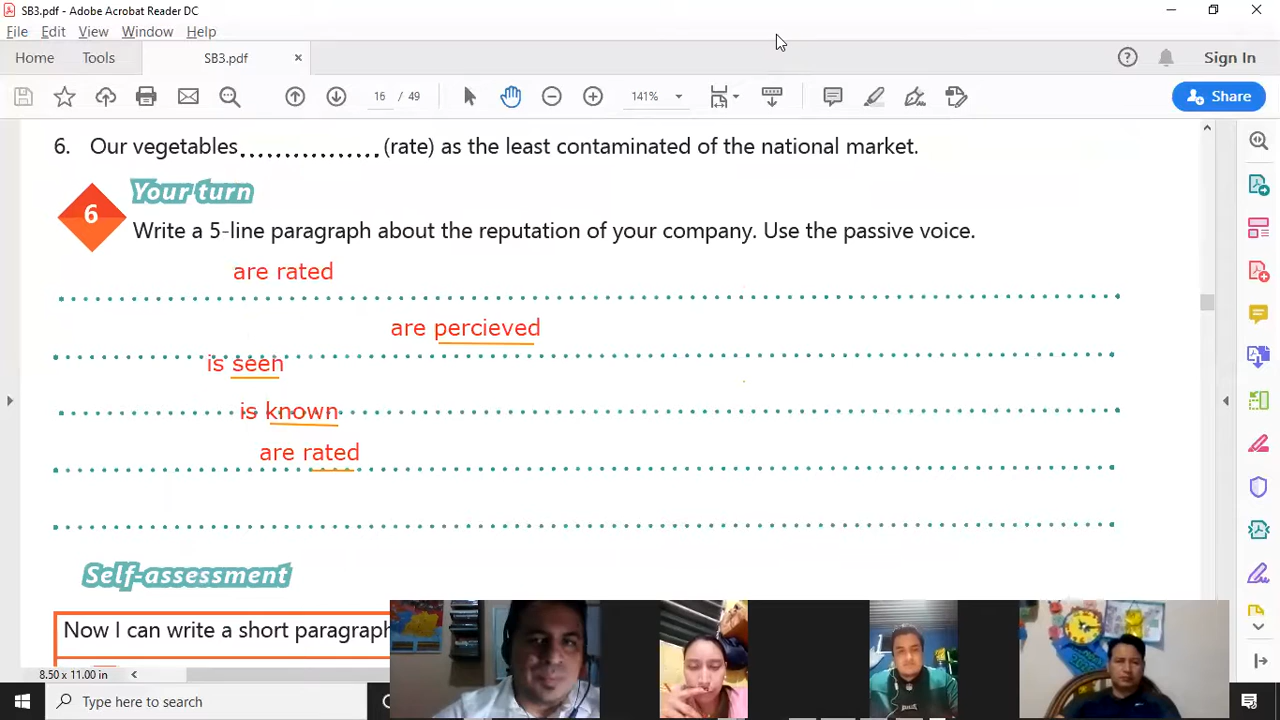 SB3.pdf - Adobe Acrobat Reader DC
File Edit View Window Help
Home Tools SB3.pdf × Sign In
16 / 49 141% Share
6. Our vegetables................(rate) as the least contaminated of the national market.
Your turn
6 Write a 5-line paragraph about the reputation of your company. Use the passive voice.
are rated
are percieved
is seen
is known
are rated
Self-assessment
Now I can write a short paragraph
8.50 x 11.00 in
Type here to search